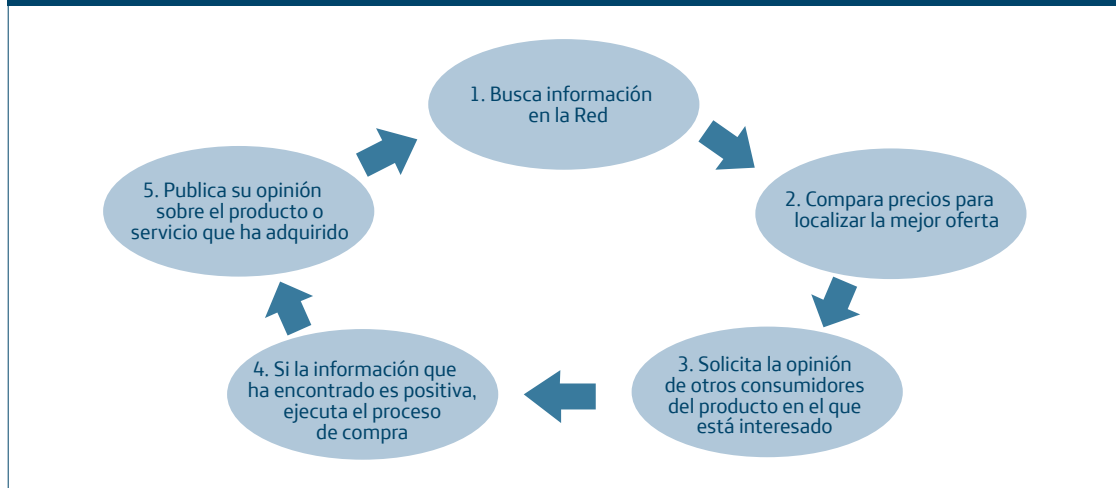 1. Busca información
en la Red
2. Compara precios para
localizar la mejor oferta
3. Solicita la opinión
de otros consumidores
del producto en el que
está interesado
4. Si la información que
ha encontrado es positiva,
ejecuta el proceso
de compra
5. Publica su opinión
sobre el producto o
servicio que ha adquirido